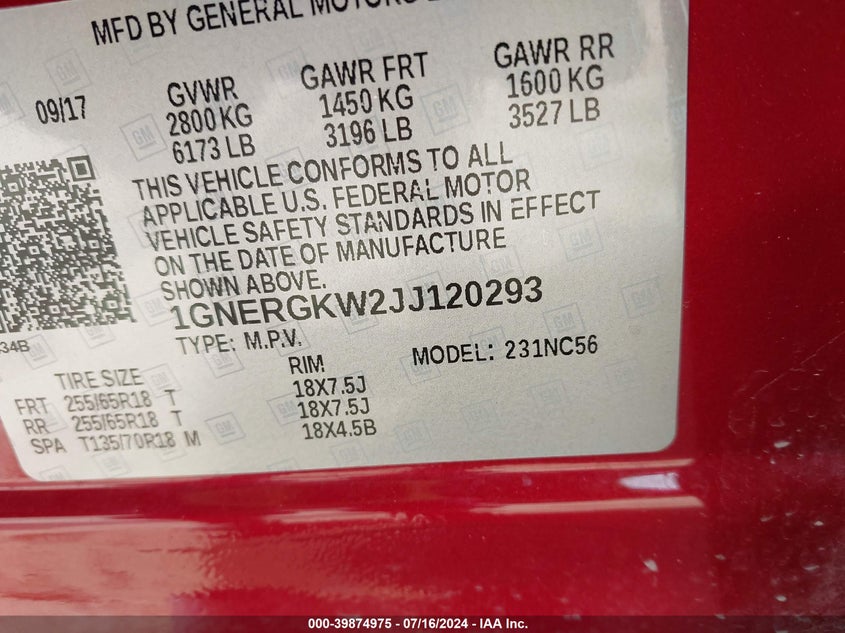 MFD BY GENERAL MOTORS
09/17
GVWR GAWR FRT GAWR RR
2800 KG 1450 KG 1600 KG
6173 LB 3196 LB 3527 LB
THIS VEHICLE CONFORMS TO ALL
APPLICABLE U.S. FEDERAL MOTOR
VEHICLE SAFETY STANDARDS IN EFFECT
ON THE DATE OF MANUFACTURE
SHOWN ABOVE.
1GNERGKW2JJ120293
34B
TYPE: M.P.V. MODEL: 231NC56
TIRE SIZE RIM
FRT 255/65R18 T 18X7.5J
RR 255/65R18 T 18X7.5J
SPA T135/70R18 M 18X4.5B
000-39874975 - 07/16/2024 - IAA Inc.